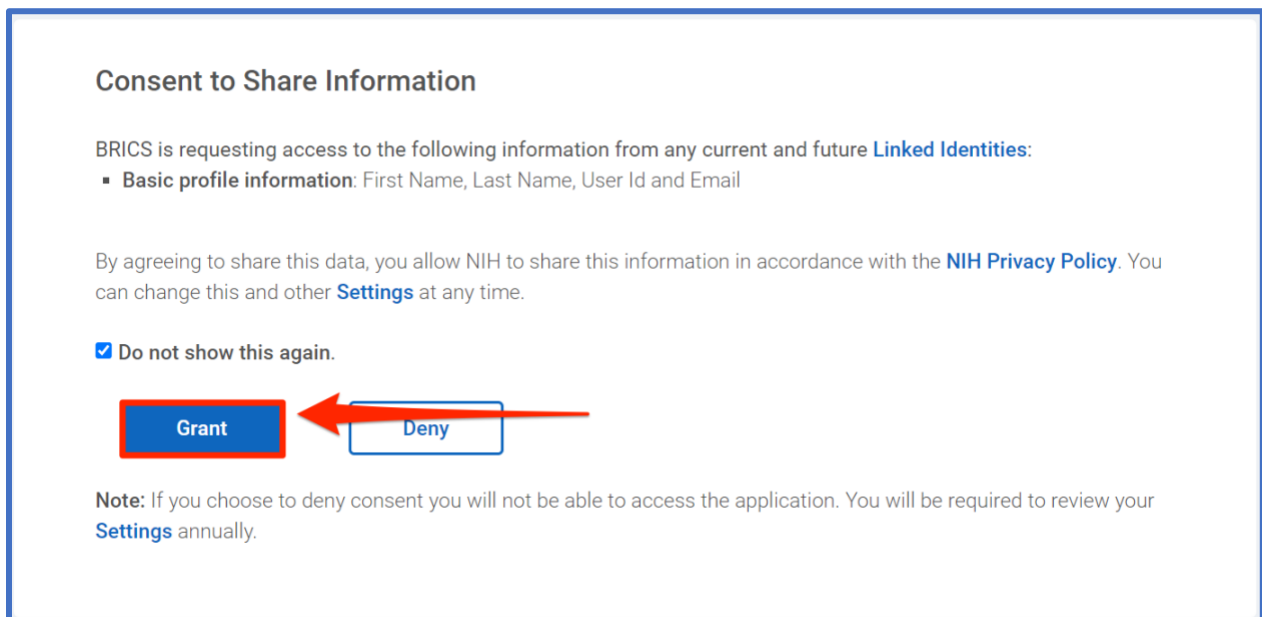 Consent to Share Information
BRICS is requesting access to the following information from any current and future Linked Identities:
▪ Basic profile information: First Name, Last Name, User Id and Email
By agreeing to share this data, you allow NIH to share this information in accordance with the NIH Privacy Policy. You
can change this and other Settings at any time.
Do not show this again.
Grant
Deny
Note: If you choose to deny consent you will not be able to access the application. You will be required to review your
Settings annually.